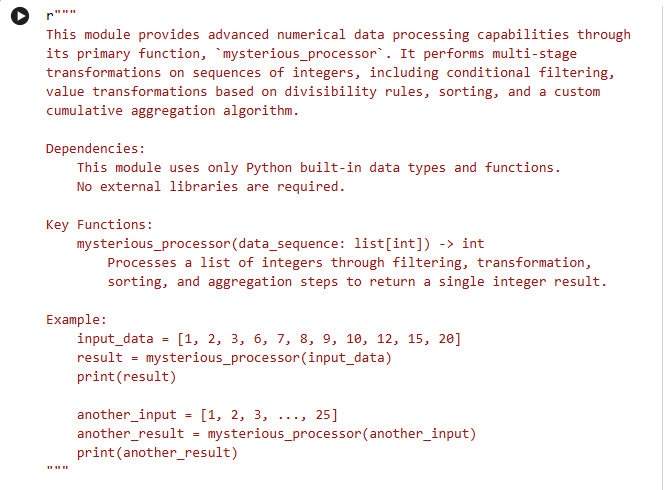 r"""
This module provides advanced numerical data processing capabilities through
its primary function, `mysterious_processor`. It performs multi-stage
transformations on sequences of integers, including conditional filtering,
value transformations based on divisibility rules, sorting, and a custom
cumulative aggregation algorithm.

Dependencies:
    This module uses only Python built-in data types and functions.
    No external libraries are required.

Key Functions:
    mysterious_processor(data_sequence: list[int]) -> int
        Processes a list of integers through filtering, transformation,
        sorting, and aggregation steps to return a single integer result.

Example:
    input_data = [1, 2, 3, 6, 7, 8, 9, 10, 12, 15, 20]
    result = mysterious_processor(input_data)
    print(result)

    another_input = [1, 2, 3, ..., 25]
    another_result = mysterious_processor(another_input)
    print(another_result)
"""